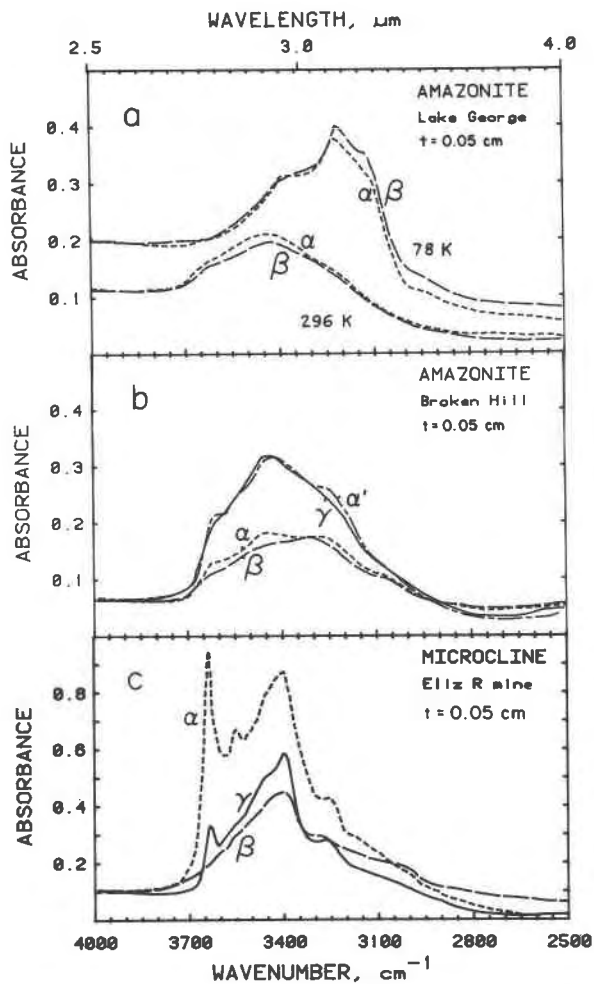 WAVELENGTH, µm
2.5 3.0 4.0
a
AMAZONITE
Lake George
t = 0.05 cm
ABSORBANCE
0.4
0.3
0.2
0.1
α' β
78 K
α
β
296 K
b
AMAZONITE
Broken Hill
t = 0.05 cm
ABSORBANCE
0.4
0.3
0.2
0.1
α'
γ
α
β
c
MICROCLINE
Eliz R mine
t = 0.05 cm
ABSORBANCE
0.8
0.6
0.4
0.2
α
γ
β
4000 3700 3400 3100 2800 2500
WAVENUMBER, cm⁻¹